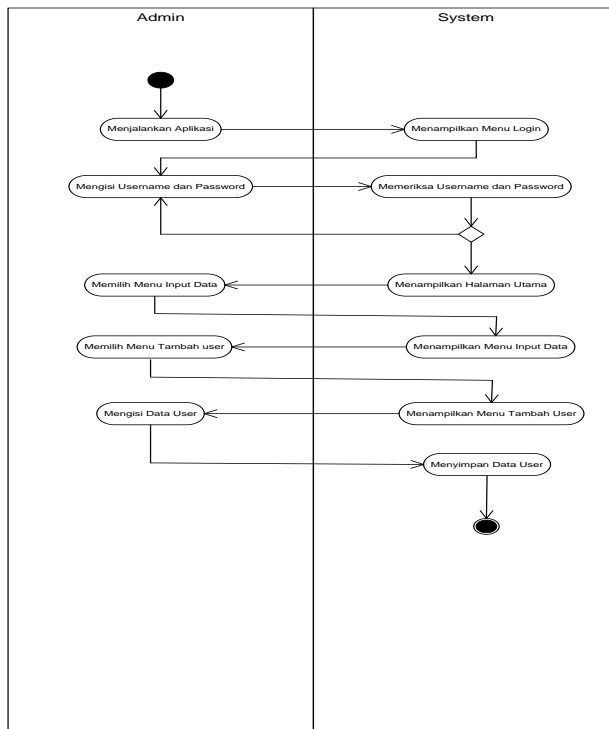 Admin
System
Menjalankan Aplikasi
Menampilkan Menu Login
Mengisi Username dan Password
Memeriksa Username dan Password
Memilih Menu Input Data
Menampilkan Halaman Utama
Memilih Menu Tambah user
Menampilkan Menu Input Data
Mengisi Data User
Menampilkan Menu Tambah User
Menyimpan Data User